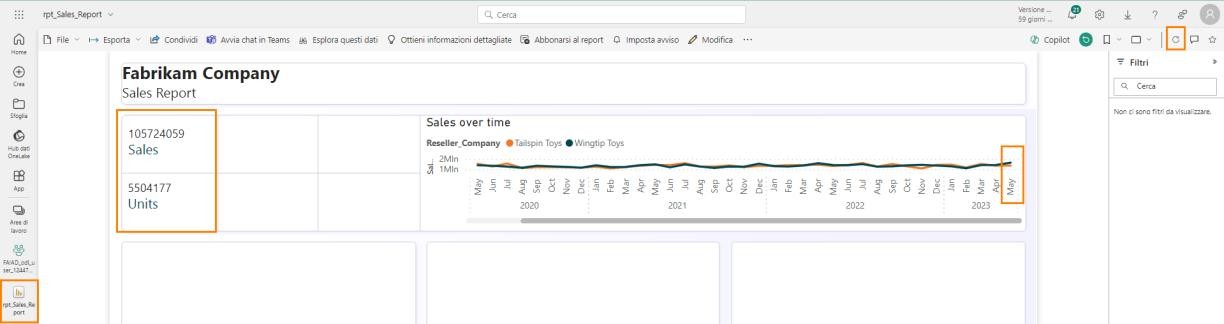 rpt_Sales_Report
Cerca
Versione ...
59 giorni ...
21
File
Esporta
Condividi
Avvia chat in Teams
Esplora questi dati
Ottieni informazioni dettagliate
Abbonarsi al report
Imposta avviso
Modifica
Copilot
Home
Crea
Sfoglia
Hub dati
OneLake
App
Aree di
lavoro
rpt_Sales_Re
port
Fabrikam Company
Sales Report
105724059
Sales
5504177
Units
Sales over time
Reseller_Company Tailspin Toys Wingtip Toys
Sal...
2Mln
1Mln
May Jun Jul Aug Sep Oct Nov Dec Jan Feb Mar Apr May Jun Jul Aug Sep Oct Nov Dec Jan Feb Mar Apr May Jun Jul Aug Sep Oct Nov Dec Jan Feb Mar Apr May
2020 2021 2022 2023
Filtri
Cerca
Non ci sono filtri da visualizzare.